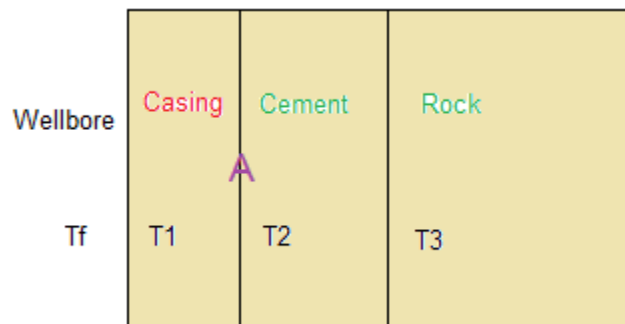 Wellbore
Casing
Cement
Rock
A
Tf
T1
T2
T3